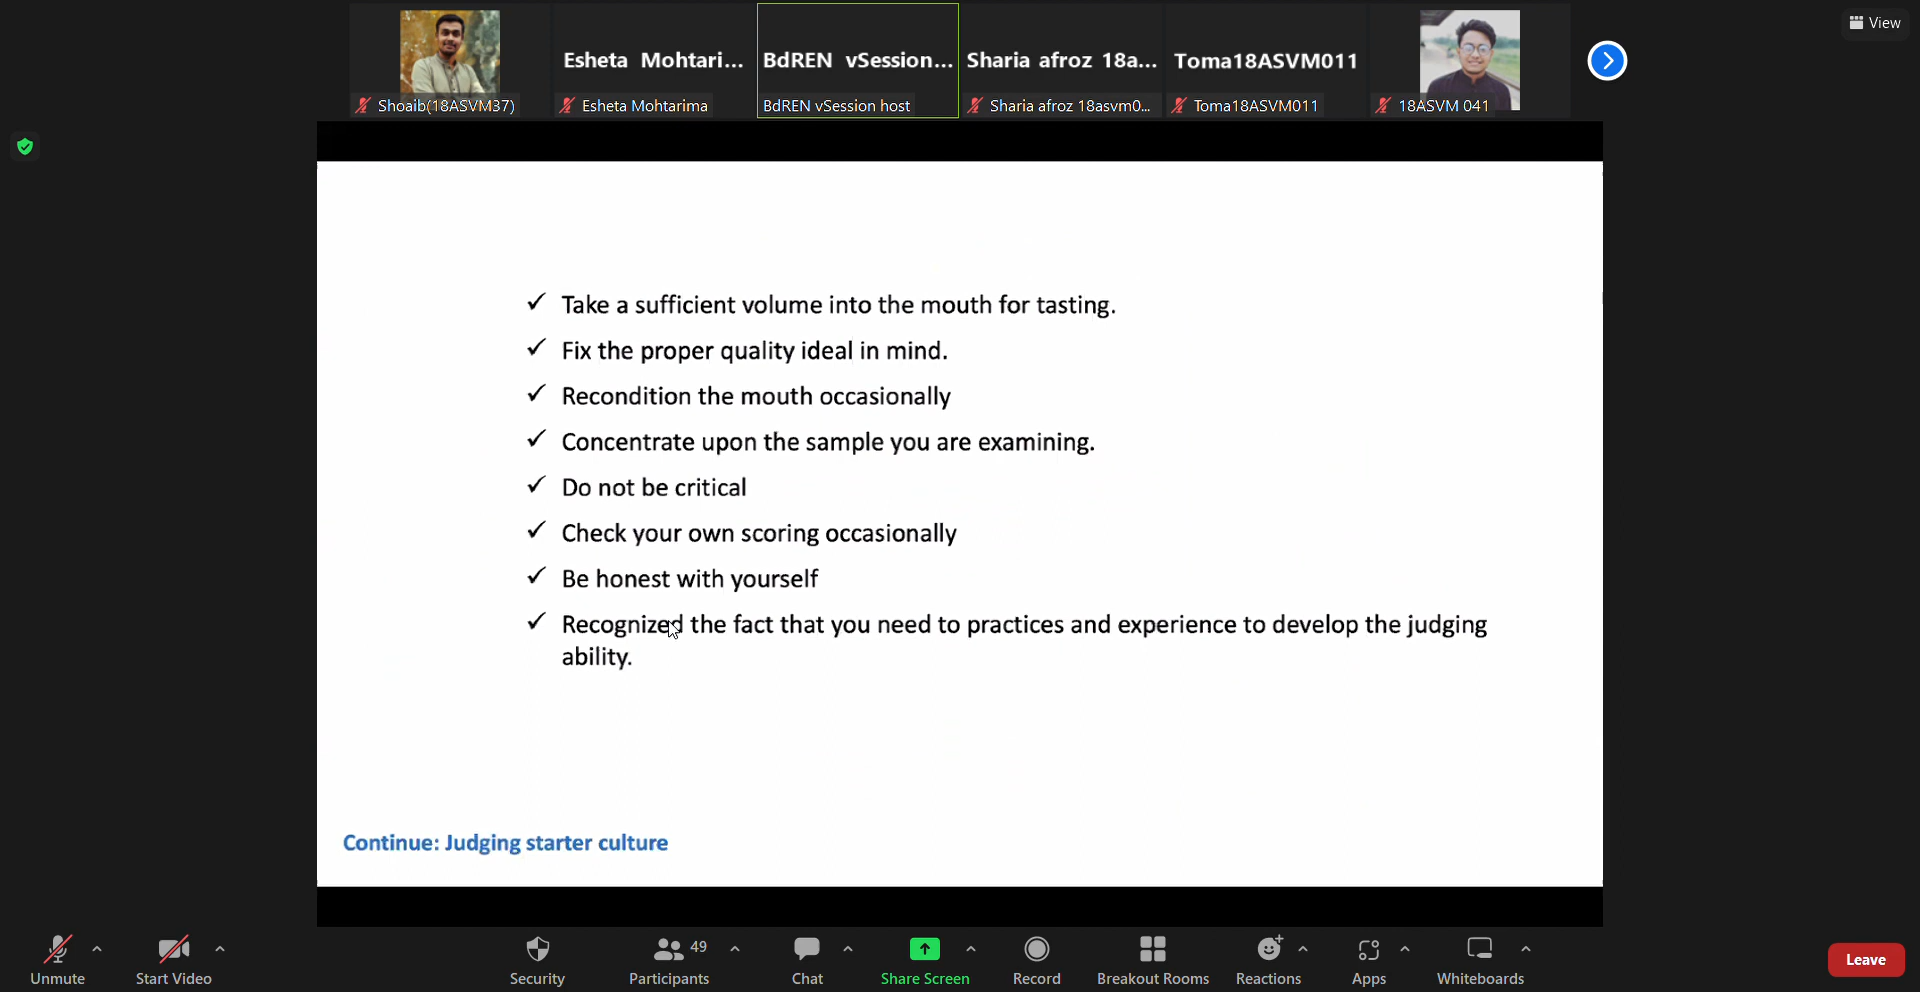 View
Esheta Mohtari...
BdREN vSession...
Sharia afroz 18a...
Toma18ASVM011
Shoaib(18ASVM37)
Esheta Mohtarima
BdREN vSession host
Sharia afroz 18asvm0...
Toma18ASVM011
18ASVM 041
✓ Take a sufficient volume into the mouth for tasting.
✓ Fix the proper quality ideal in mind.
✓ Recondition the mouth occasionally
✓ Concentrate upon the sample you are examining.
✓ Do not be critical
✓ Check your own scoring occasionally
✓ Be honest with yourself
✓ Recognized the fact that you need to practices and experience to develop the judging
ability.
Continue: Judging starter culture
49
Unmute
Start Video
Security
Participants
Chat
Share Screen
Record
Breakout Rooms
Reactions
Apps
Whiteboards
Leave